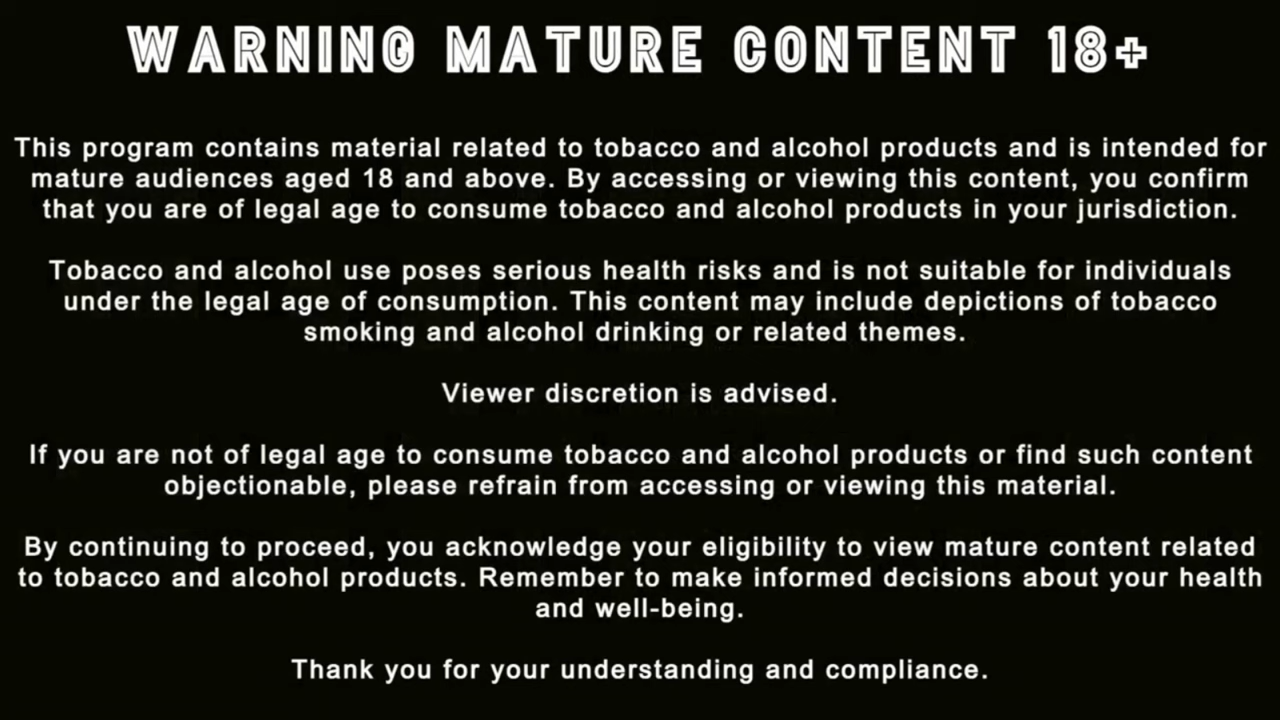 WARNING MATURE CONTENT 18+
This program contains material related to tobacco and alcohol products and is intended for
mature audiences aged 18 and above. By accessing or viewing this content, you confirm
that you are of legal age to consume tobacco and alcohol products in your jurisdiction.
Tobacco and alcohol use poses serious health risks and is not suitable for individuals
under the legal age of consumption. This content may include depictions of tobacco
smoking and alcohol drinking or related themes.
Viewer discretion is advised.
If you are not of legal age to consume tobacco and alcohol products or find such content
objectionable, please refrain from accessing or viewing this material.
By continuing to proceed, you acknowledge your eligibility to view mature content related
to tobacco and alcohol products. Remember to make informed decisions about your health
and well-being.
Thank you for your understanding and compliance.